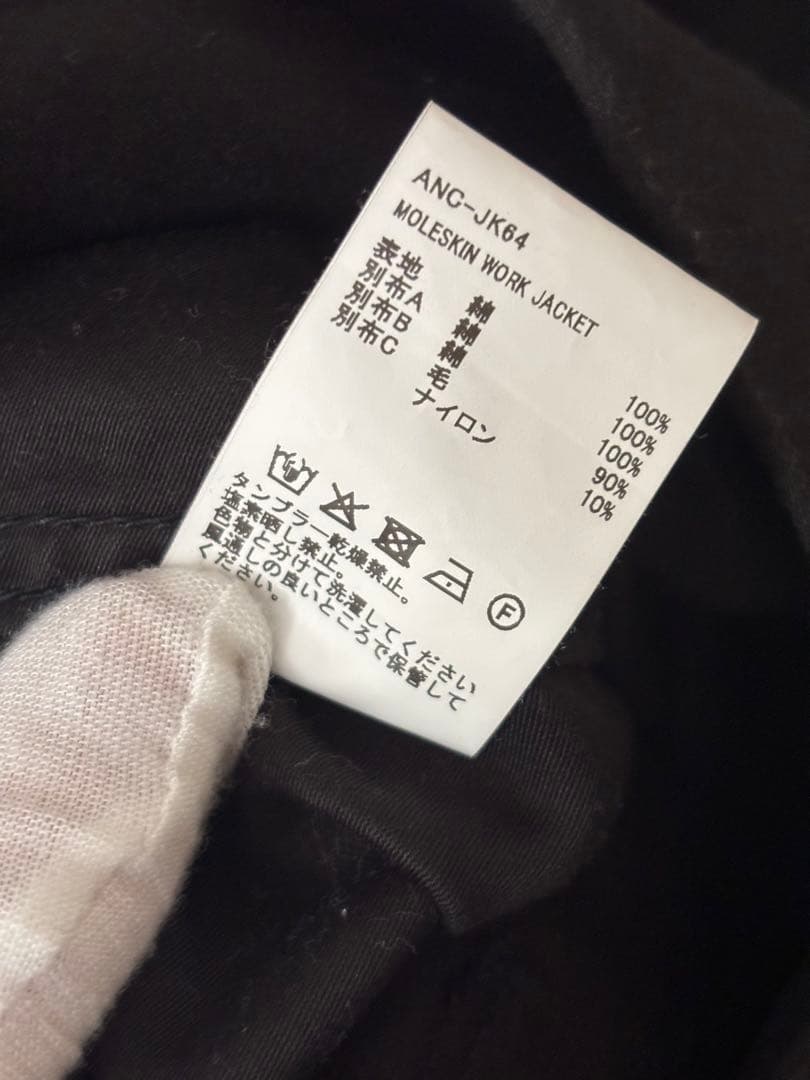 ANC-JK64
MOLESKIN WORK JACKET
表地 綿 100%
別布A 綿 100%
別布B 綿 100%
別布C 毛 90%
ナイロン 10%
F
タンブラー乾燥禁止。
塩素晒し禁止。
色物と分けて洗濯してください
風通しの良いところで保管して
ください。